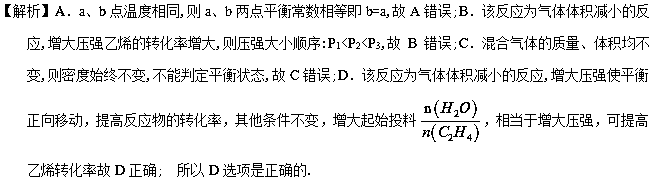 【解析】A．a、b点温度相同,则 a、b 两点平衡常数相等即 b=a,故 A 错误;B．该反应为气体体积减小的反
应,增大压强乙烯的转化率增大,则压强大小顺序:P1<P2<P3,故 B 错误;C．混合气体的质量、体积均不
变,则密度始终不变,不能判定平衡状态,故 C 错误;D．该反应为气体体积减小的反应,增大压强使平衡
正向移动，提高反应物的转化率，其他条件不变，增大起始投料 n(H₂O)/n(C₂H₄)，相当于增大压强，可提高
乙烯转化率故 D 正确； 所以 D 选项是正确的.